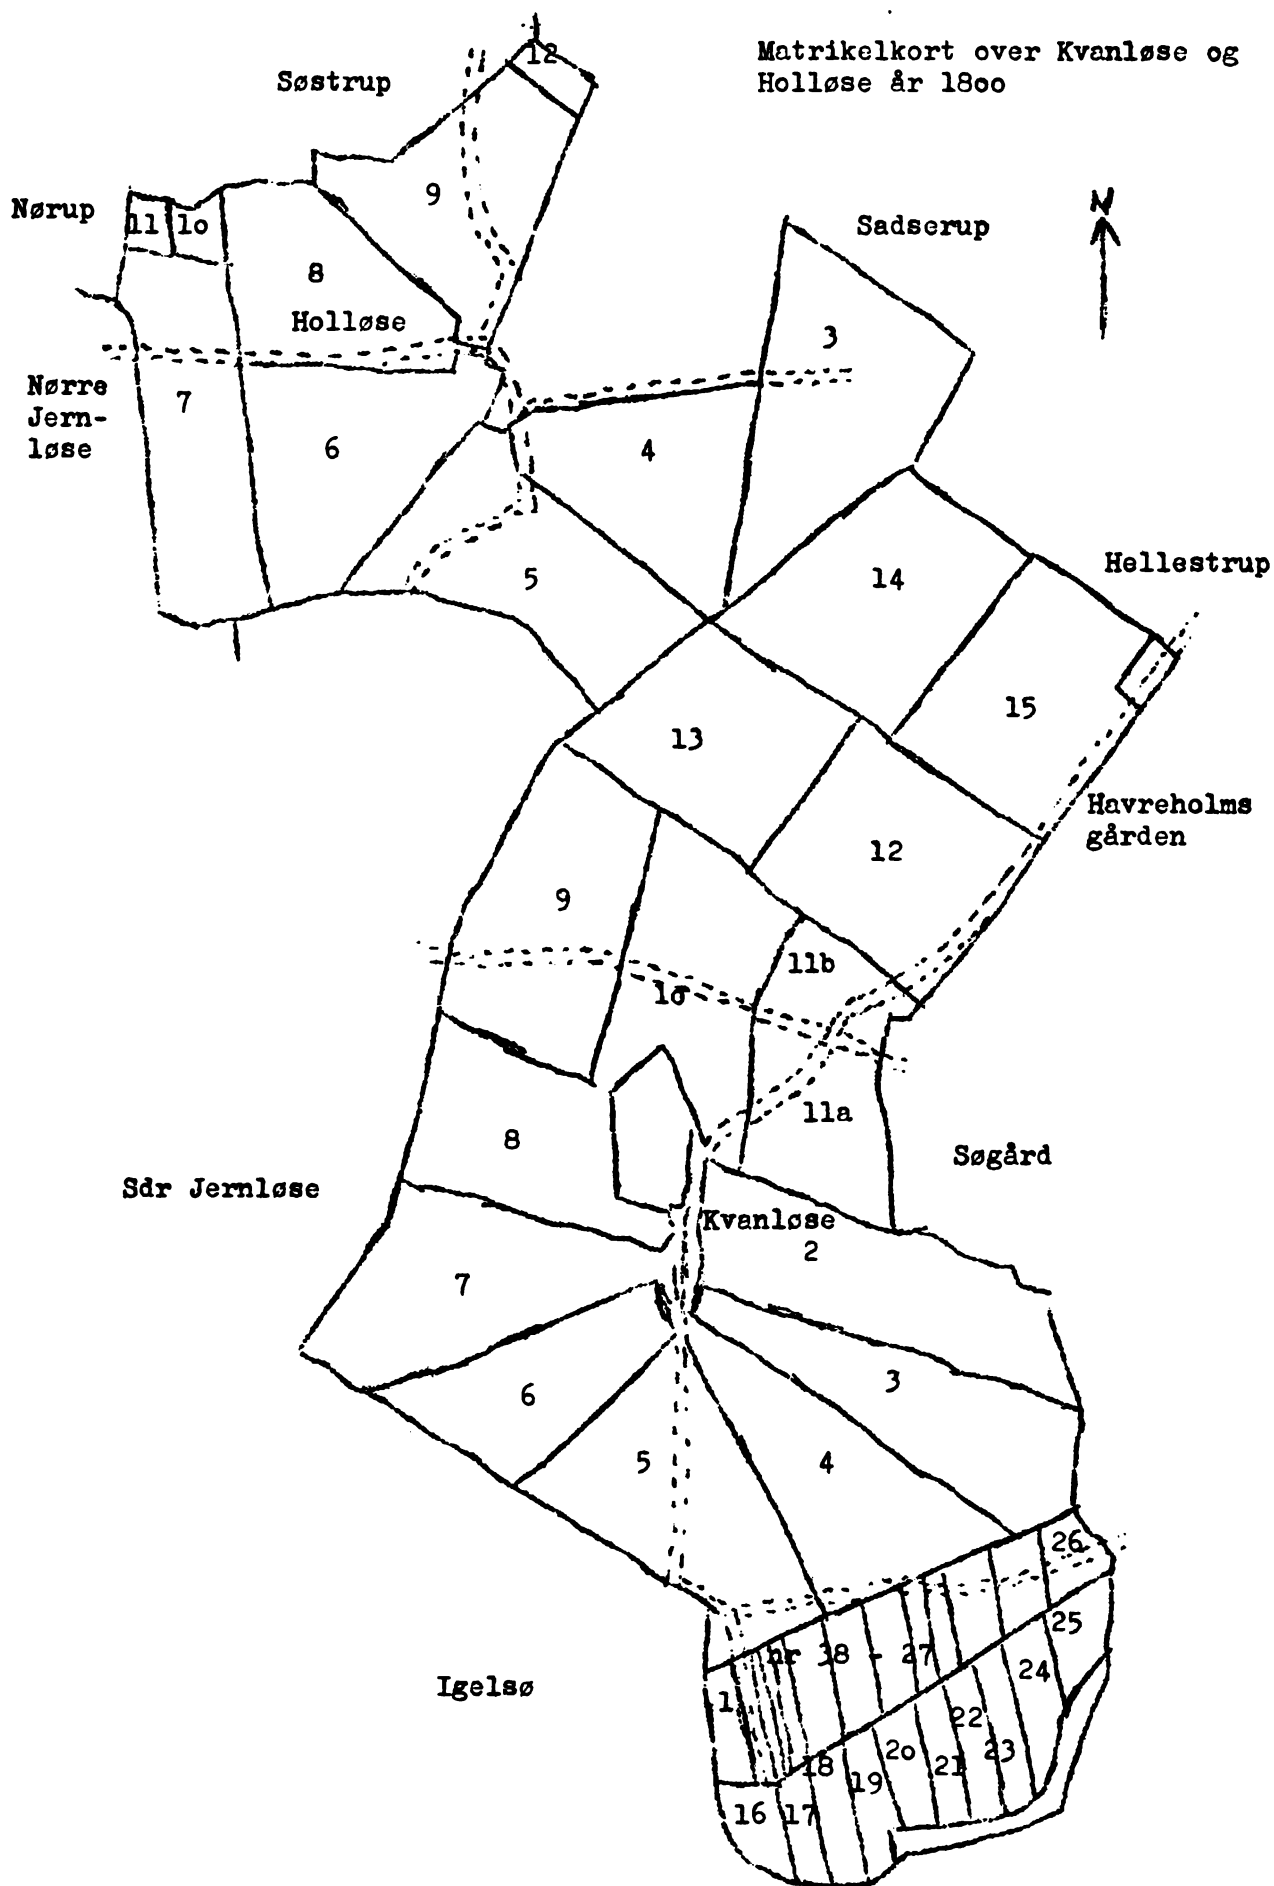 Matrikelkort over Kvanløse og
Holløse år 18oo
12
Søstrup
9
N
Nørup
11
1o
Sadserup
8
Holløse
3
Nørre
Jern-
løse
7
6
4
Hellestrup
5
14
15
13
Havreholms
gården
12
9
11b
1o
11a
8
Søgård
Sdr Jernløse
Kvanløse
2
7
3
6
5
4
26
25
nr 38 - 27
24
Igelsø
1
22
2o
23
18
21
19
16
17